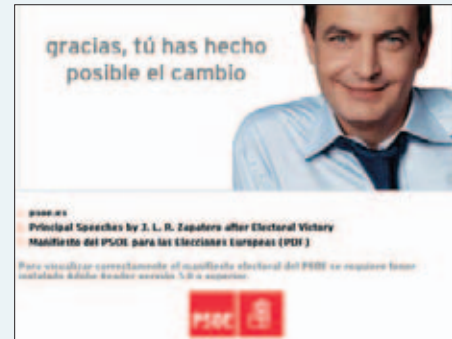 gracias, tú has hecho
posible el cambio
psoe.es
Principal Speeches by J. L. R. Zapatero after Electoral Victory
Manifiesto del PSOE para las Elecciones Europeas (PDF)
Para visualizar correctamente el manifiesto electoral del PSOE se requiere tener
instalado Adobe Reader versión 5.0 o superior.
PSOE